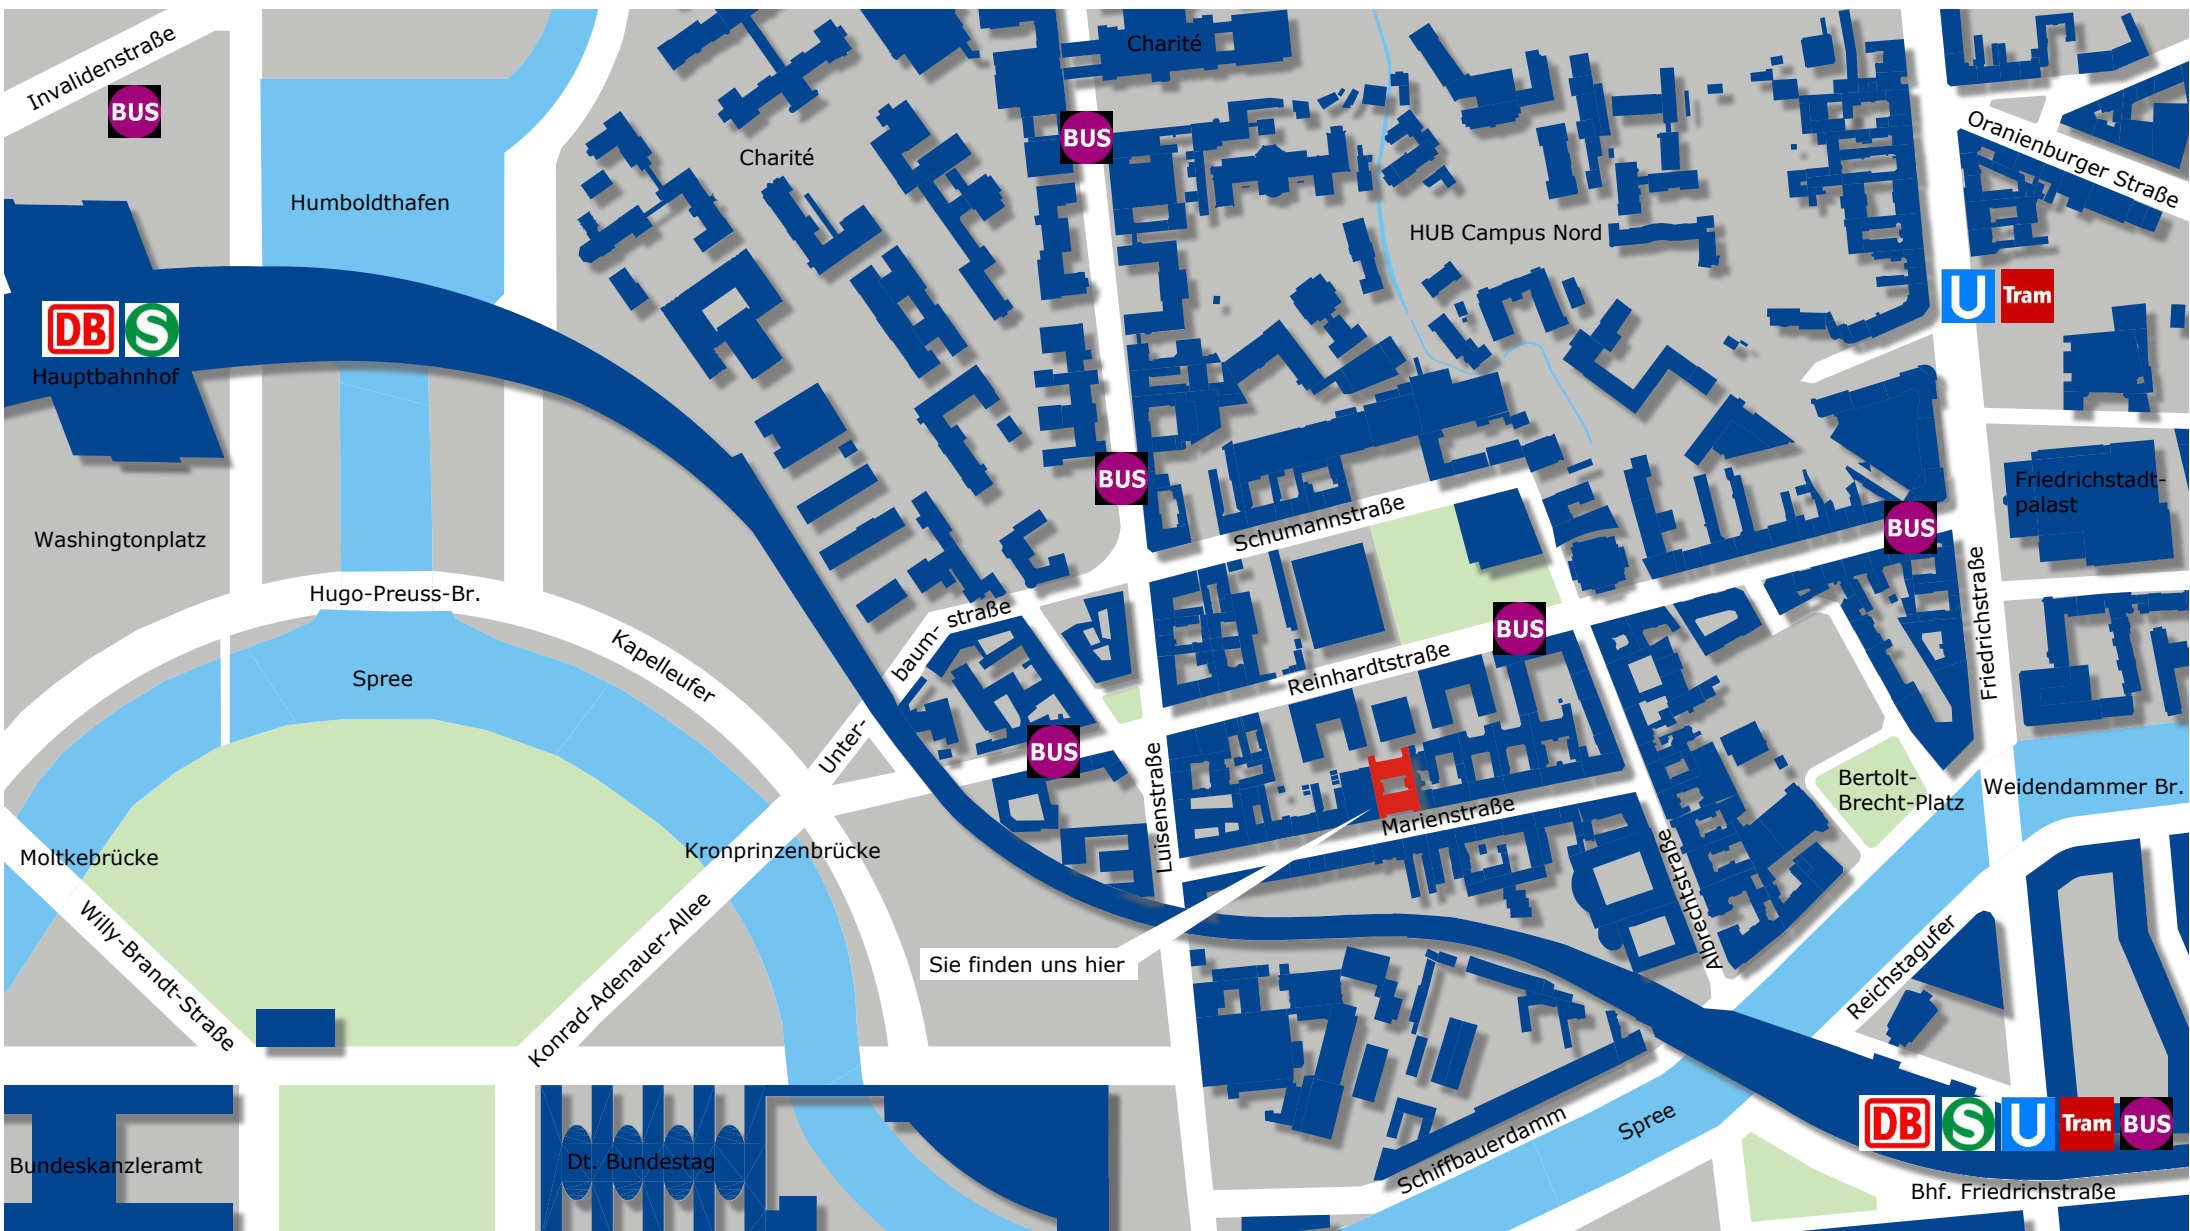 Invalidenstraße
BUS
Charité
Charité
BUS
Oranienburger Straße
Humboldthafen
HUB Campus Nord
U Tram
DB S
Hauptbahnhof
BUS
Friedrichstadt-
palast
Schumannstraße
BUS
Washingtonplatz
Hugo-Preuss-Br.
Kapelleufer
Unter-
baum-
straße
BUS
Friedrichstraße
Spree
Reinhardtstraße
BUS
Luisenstraße
Marienstraße
Bertolt-
Brecht-Platz
Weidendammer Br.
Moltkebrücke
Kronprinzenbrücke
Albrechtstraße
Willy-Brandt-Straße
Konrad-Adenauer-Allee
Sie finden uns hier
Reichstagufer
Schiffbauerdamm
Spree
DB S U Tram BUS
Bundeskanzleramt
Dt. Bundestag
Bhf. Friedrichstraße